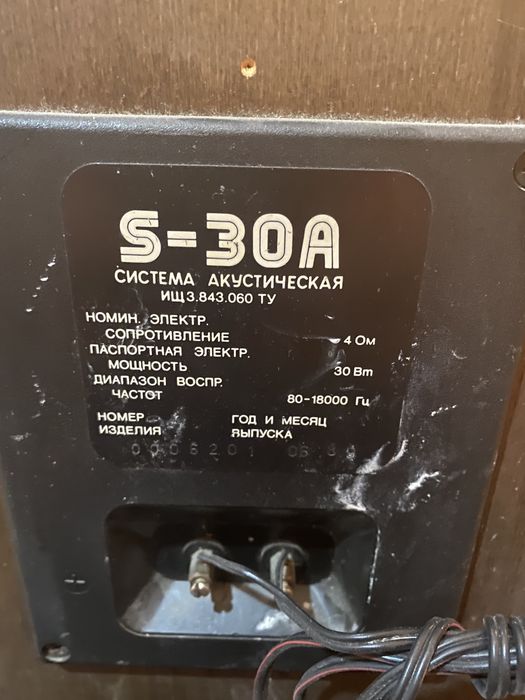 S-30A
СИСТЕМА АКУСТИЧЕСКАЯ
ИЩ3.843.060 ТУ
НОМИН. ЭЛЕКТР.
СОПРОТИВЛЕНИЕ 4 Ом
ПАСПОРТНАЯ ЭЛЕКТР.
МОЩНОСТЬ 30 Вт
ДИАПАЗОН ВОСПР.
ЧАСТОТ 80-18000 Гц
НОМЕР ГОД И МЕСЯЦ
ИЗДЕЛИЯ ВЫПУСКА
0006201
+